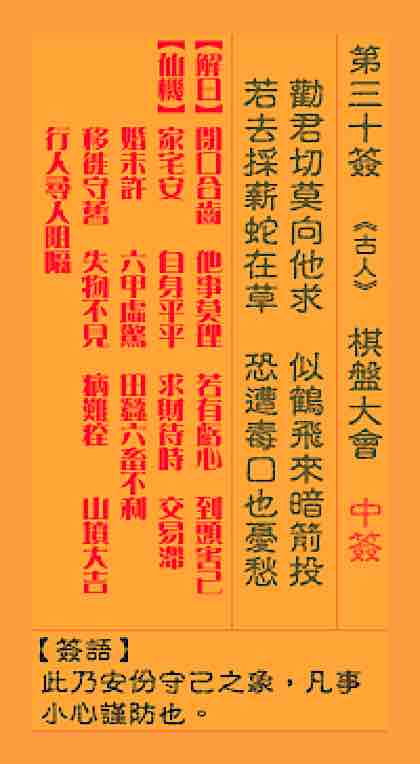 第三十簽 《古人》 棋盤大會 中簽
勸君切莫向他求 似鶴飛來暗箭投
若去採薪蛇在草 恐遭毒口也憂愁
【解曰】閉口合齒 他事莫理 若有虧心 到頭害己
【仙機】家宅安 自身平平 求財待時 交易滯
婚未許 六甲虛驚 田蠶六畜不利
移徙守舊 失物不見 病難痊 山墳大吉
行人尋人阻隔
【簽語】
此乃安份守己之象，凡事
小心謹防也。